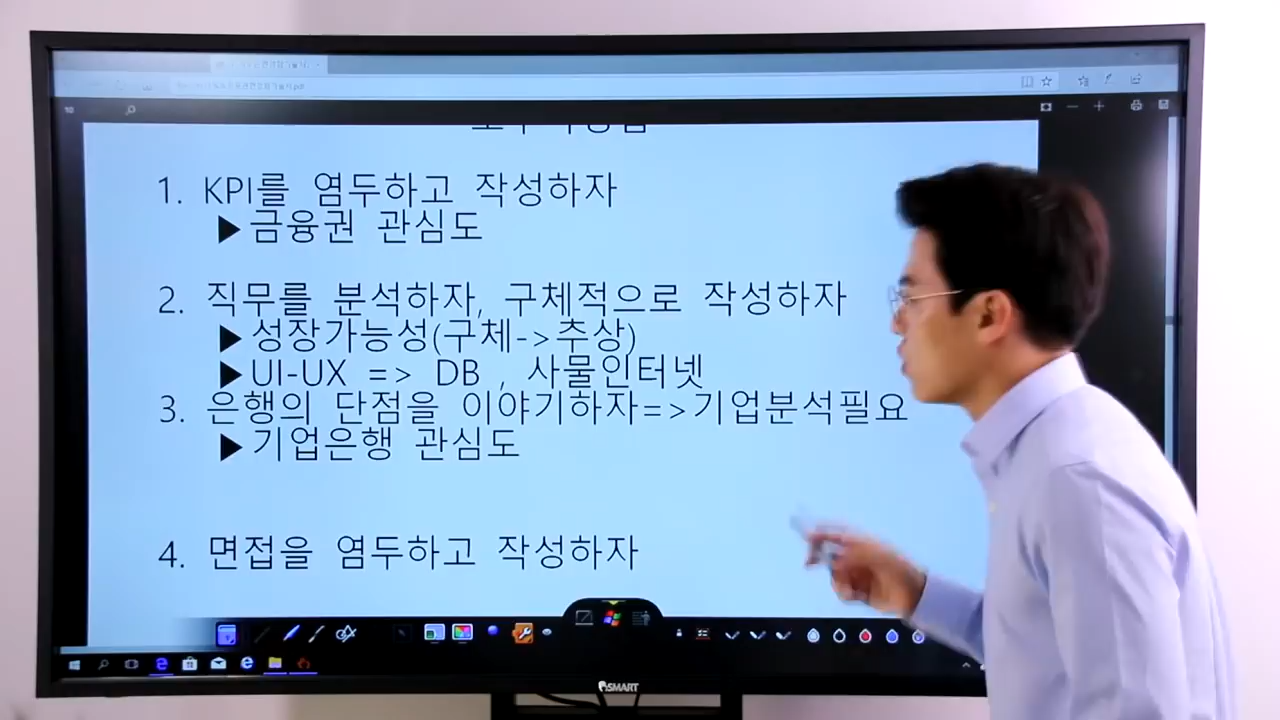 1. KPI를 염두하고 작성하자
▶금융권 관심도
2. 직무를 분석하자, 구체적으로 작성하자
▶성장가능성(구체->추상)
▶UI-UX => DB , 사물인터넷
3. 은행의 단점을 이야기하자=>기업분석필요
▶기업은행 관심도
4. 면접을 염두하고 작성하자
SMART